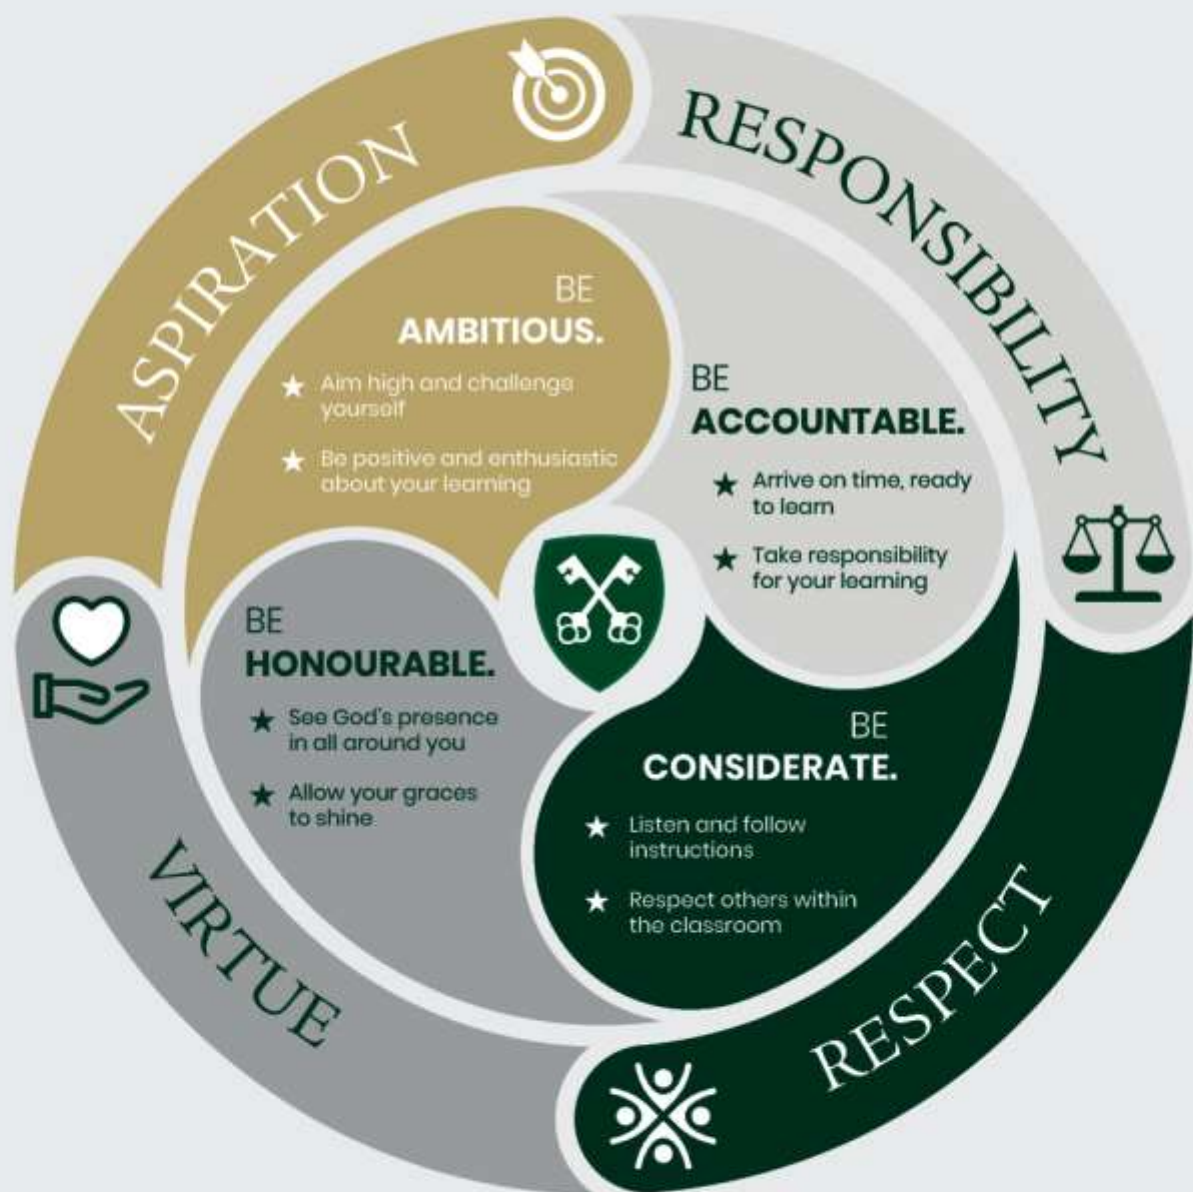 ASPIRATION
BE
AMBITIOUS.
★ Aim high and challenge
yourself
★ Be positive and enthusiastic
about your learning
RESPONSIBILITY
BE
ACCOUNTABLE.
★ Arrive on time, ready
to learn
★ Take responsibility
for your learning
VIRTUE
BE
HONOURABLE.
★ See God's presence
in all around you
★ Allow your graces
to shine
RESPECT
BE
CONSIDERATE.
★ Listen and follow
instructions
★ Respect others within
the classroom